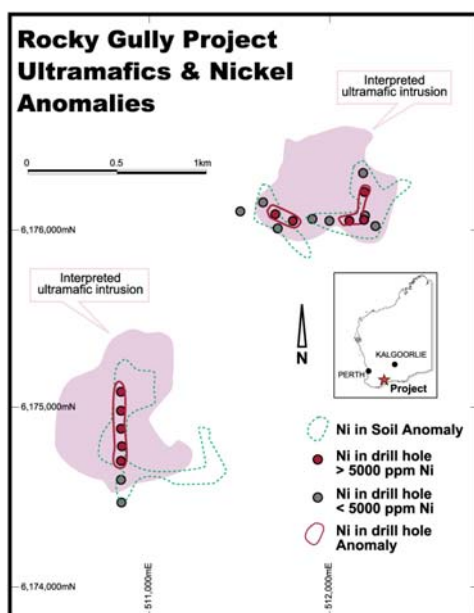 Rocky Gully Project
Ultramafics & Nickel
Anomalies
Interpreted
ultramafic intrusion
0
0.5
1km
6,176,000mN
Interpreted
ultramafic intrusion
N
PERTH
KALGOORLIE
Project
6,175,000mN
Ni in Soil Anomaly
Ni in drill hole
> 5000 ppm Ni
Ni in drill hole
< 5000 ppm Ni
Ni in drill hole
Anomaly
6,174,000mN
511,000mE
512,000mE